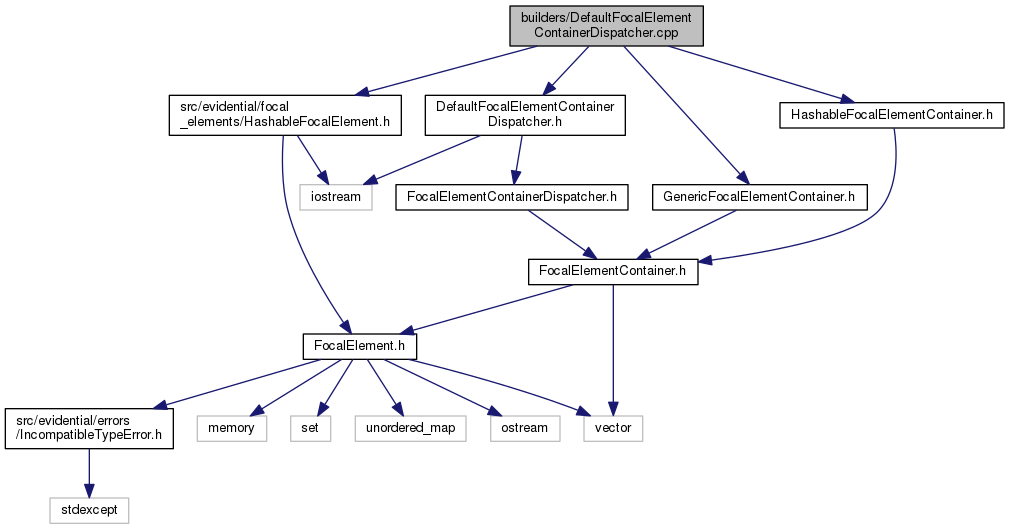 builders/DefaultFocalElement
ContainerDispatcher.cpp
src/evidential/focal
_elements/HashableFocalElement.h
DefaultFocalElementContainer
Dispatcher.h
HashableFocalElementContainer.h
iostream
FocalElementContainerDispatcher.h
GenericFocalElementContainer.h
FocalElementContainer.h
FocalElement.h
src/evidential/errors
/IncompatibleTypeError.h
memory
set
unordered_map
ostream
vector
stdexcept